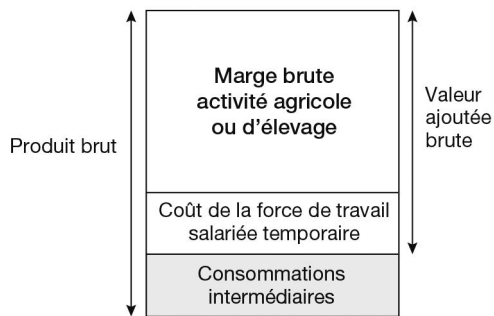 Marge brute
activité agricole
ou d'élevage
Produit brut
Valeur
ajoutée
brute
Coût de la force de travail
salariée temporaire
Consommations
intermédiaires